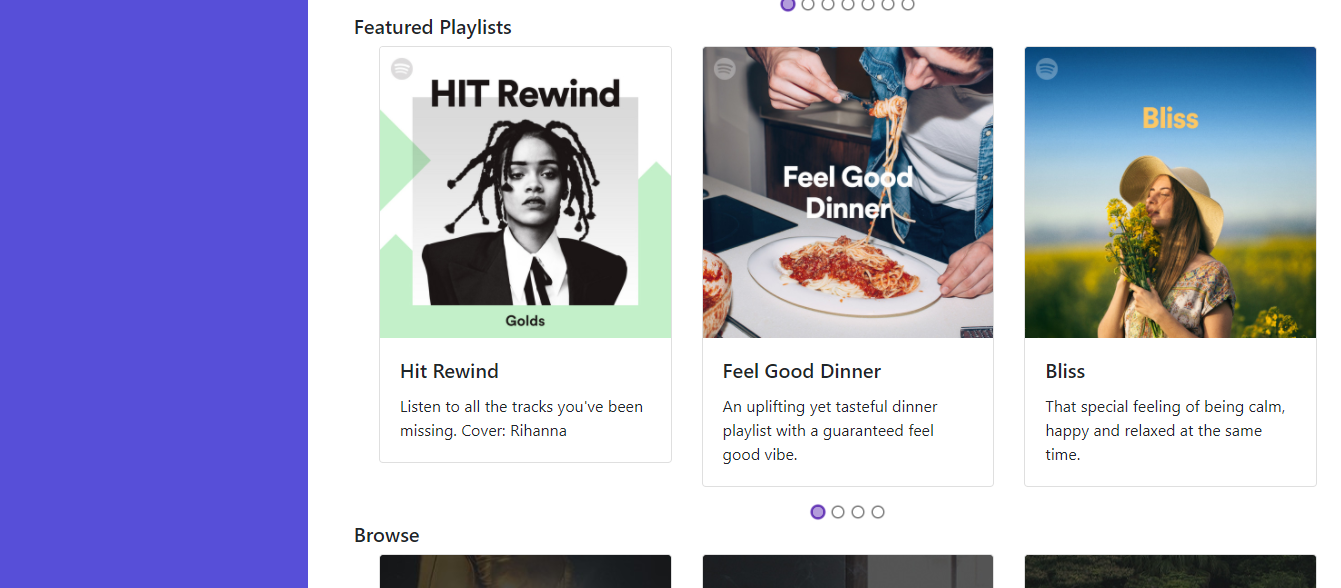 Featured Playlists
HIT Rewind
Golds
Feel Good
Dinner
Bliss
Hit Rewind
Listen to all the tracks you've been
missing. Cover: Rihanna
Feel Good Dinner
An uplifting yet tasteful dinner
playlist with a guaranteed feel
good vibe.
Bliss
That special feeling of being calm,
happy and relaxed at the same
time.
Browse